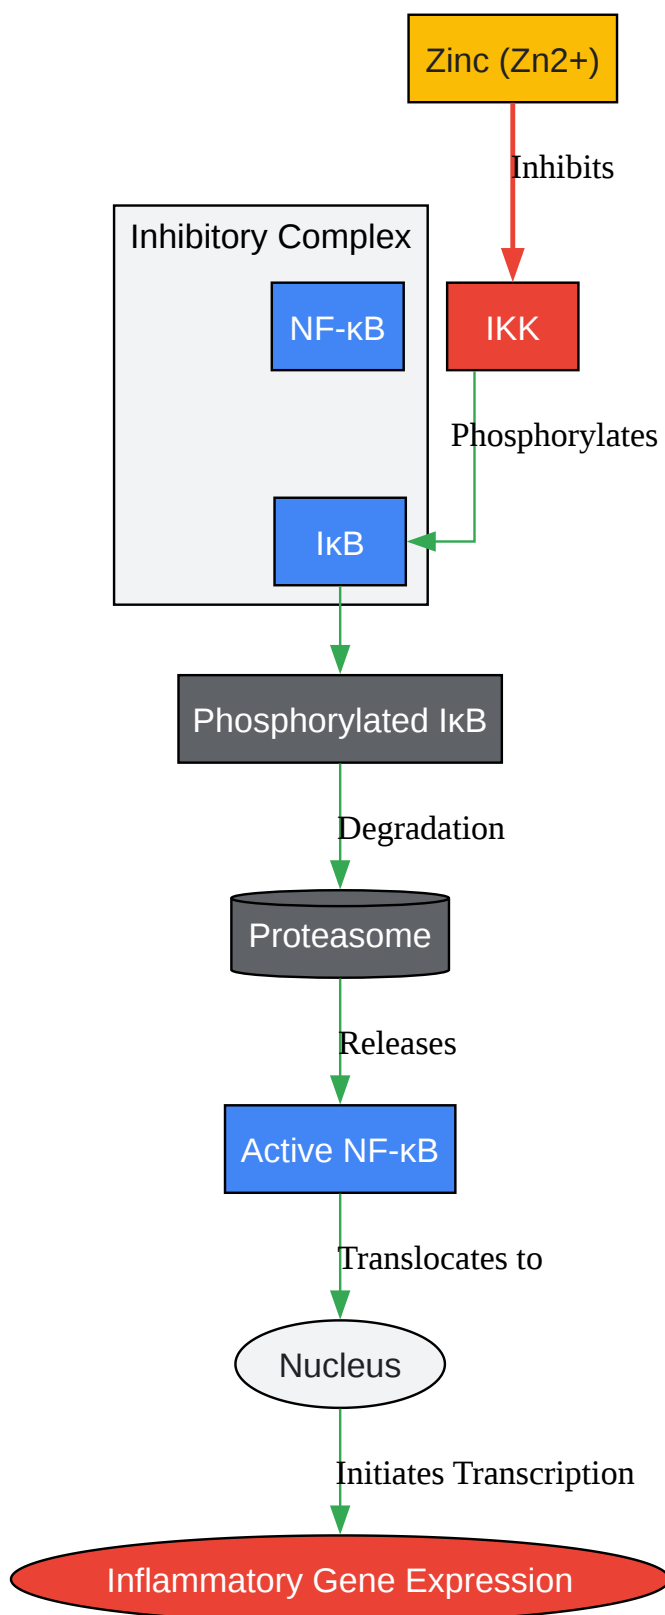 Zinc (Zn2+)
Inhibits
Inhibitory Complex
NF-κB
IKK
Phosphorylates
IκB
Phosphorylated IκB
Degradation
Proteasome
Releases
Active NF-κB
Translocates to
Nucleus
Initiates Transcription
Inflammatory Gene Expression